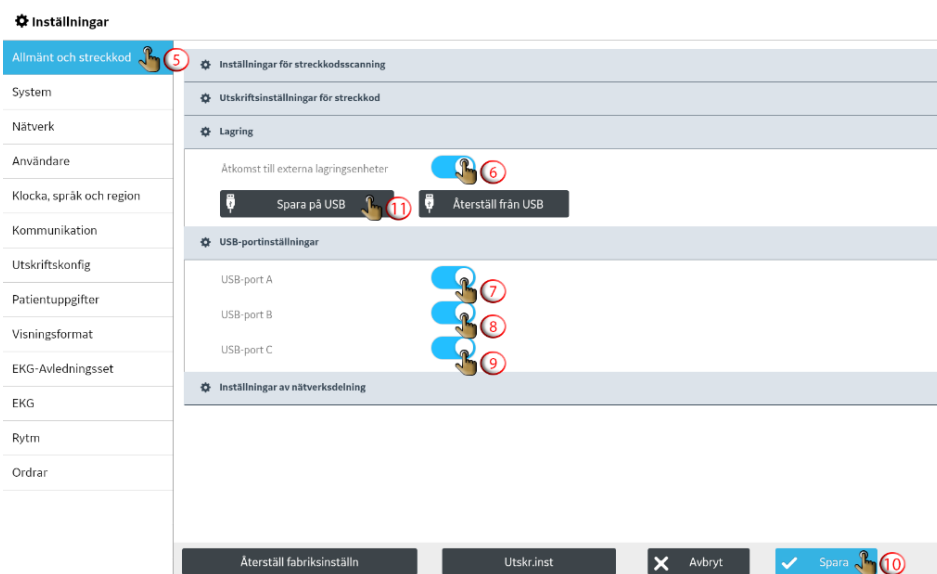 Inställningar
Allmänt och streckkod
5
System
Nätverk
Användare
Klocka, språk och region
Kommunikation
Utskriftskonfig
Patientuppgifter
Visningsformat
EKG-Avledningsset
EKG
Rytm
Ordrar
Inställningar för streckkodsscanning
Utskriftsinställningar för streckkod
Lagring
Åtkomst till externa lagringsenheter
6
Spara på USB
11
Återställ från USB
USB-portinställningar
USB-port A
7
USB-port B
8
USB-port C
9
Inställningar av nätverksdelning
Återställ fabriksinställn
Utskr.inst
Avbryt
Spara
10